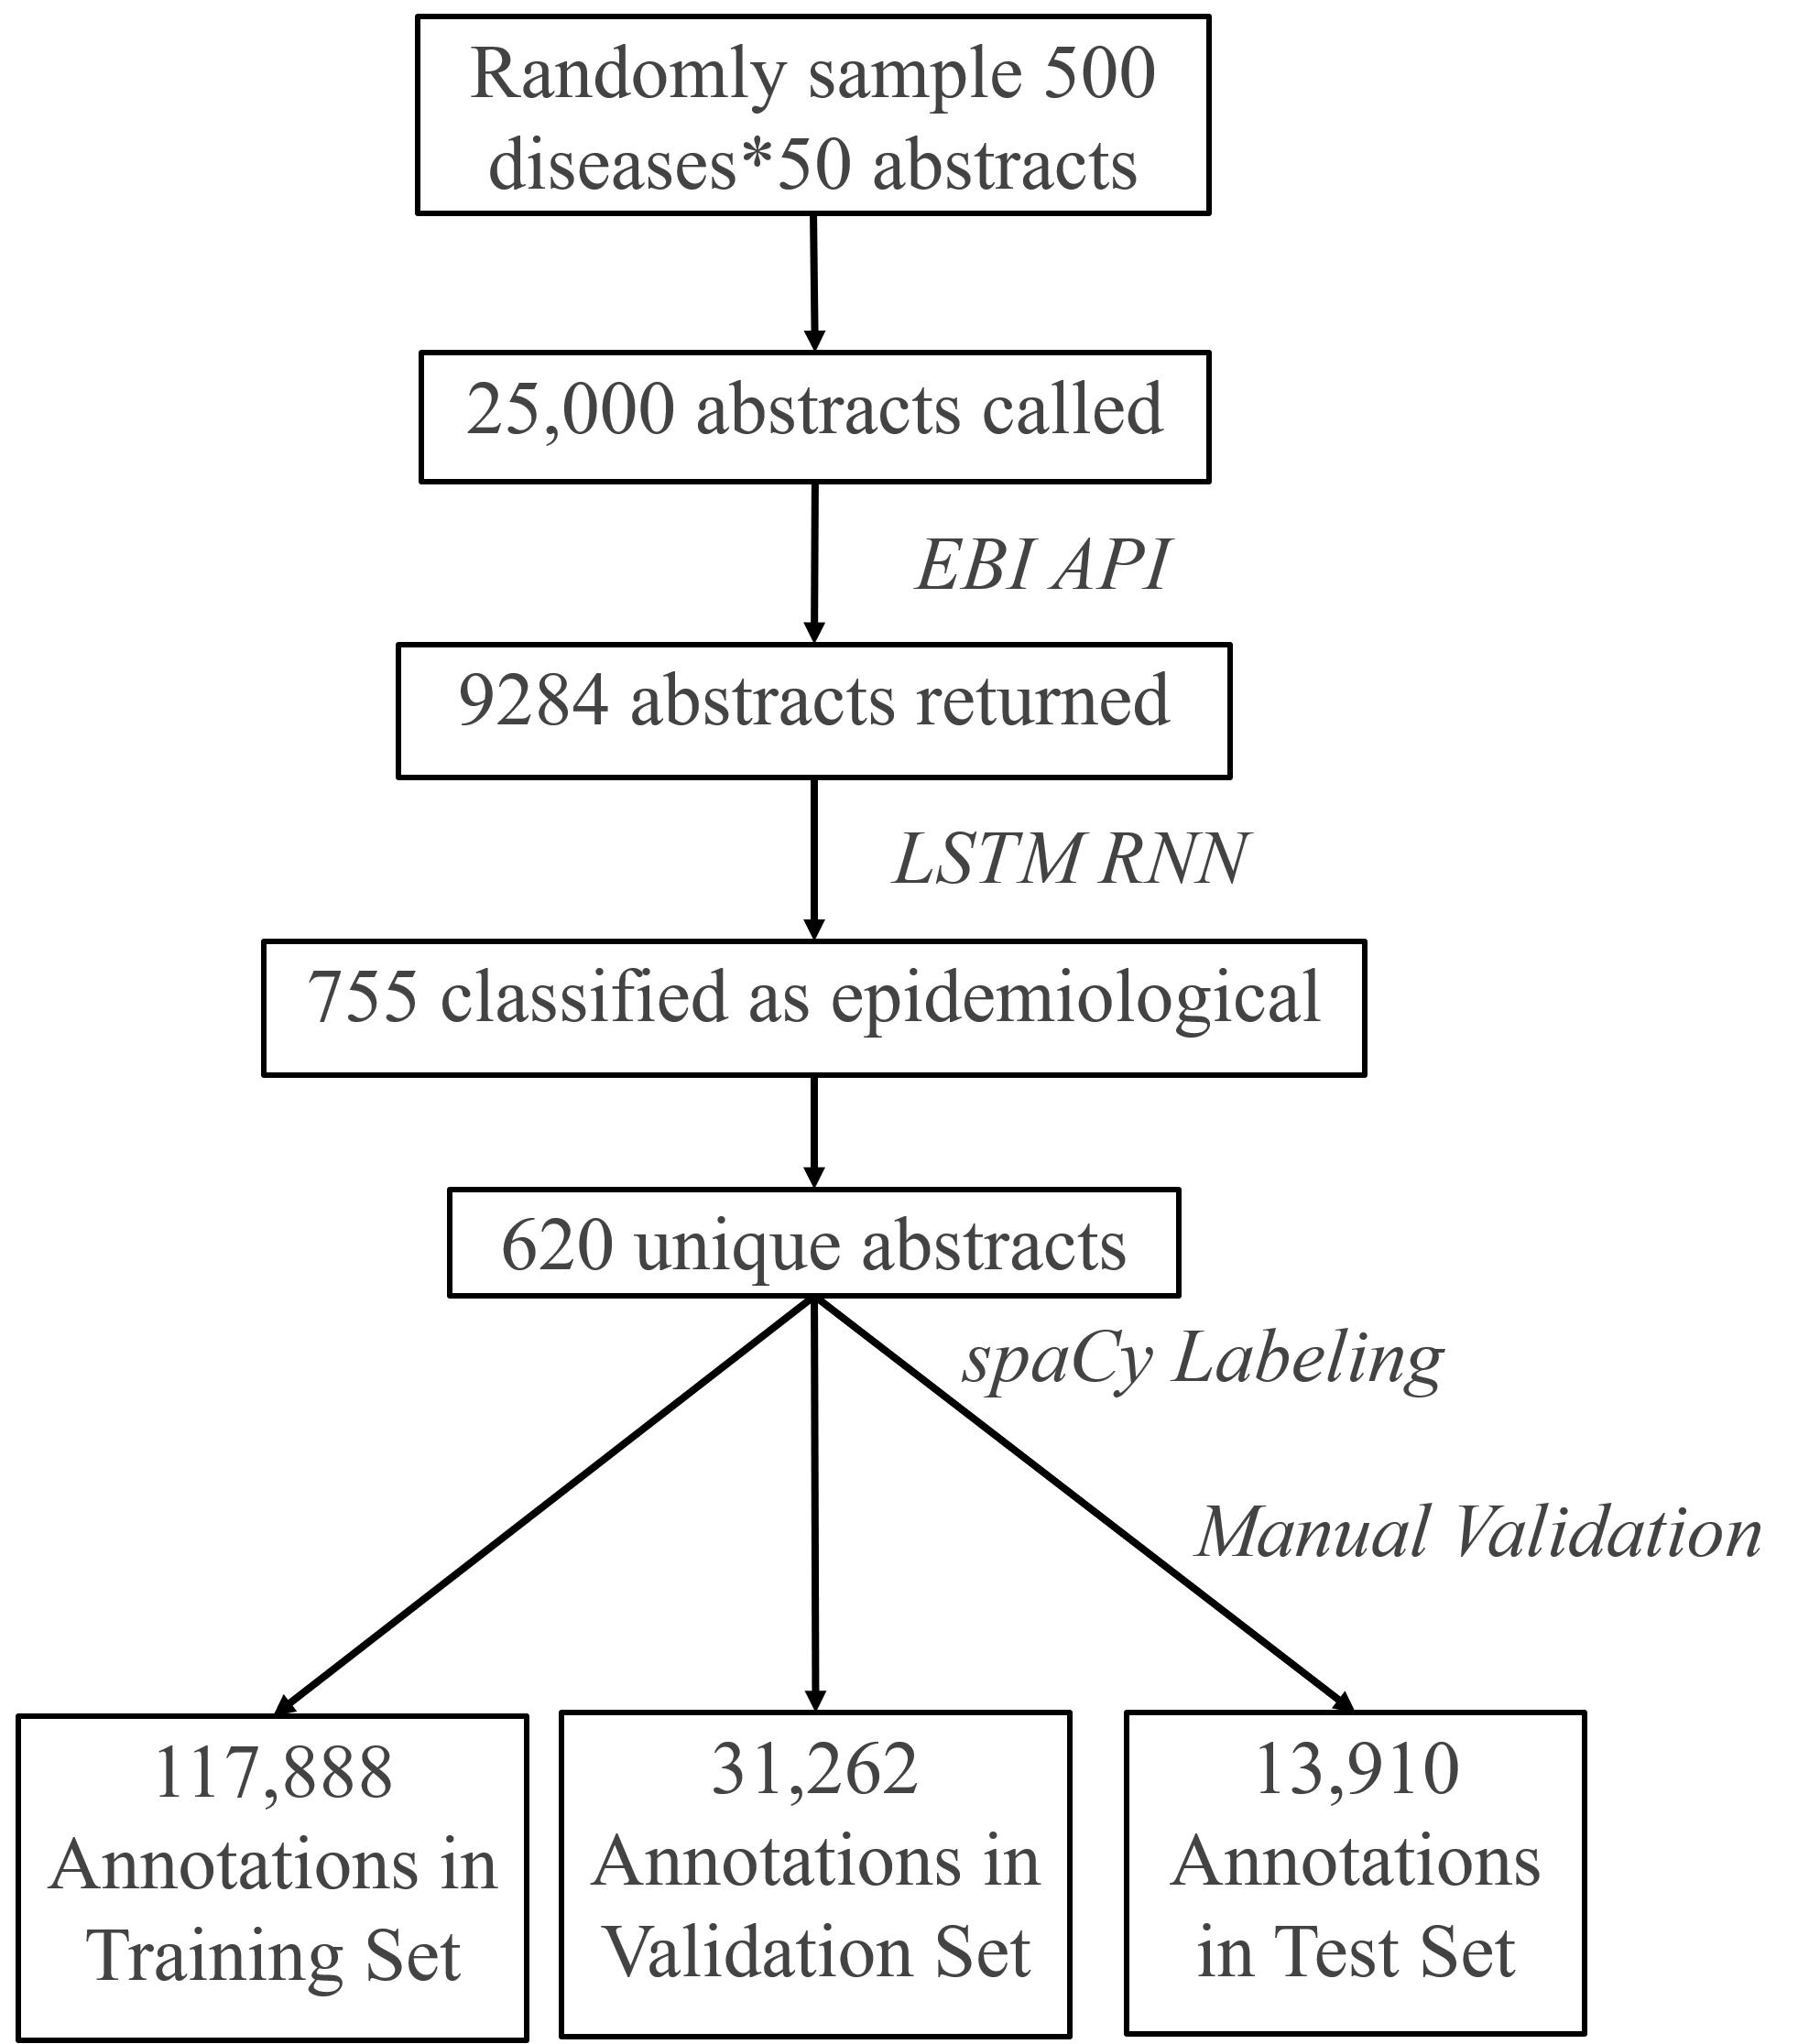 Randomly sample 500
diseases*50 abstracts
25,000 abstracts called
EBI API
9284 abstracts returned
LSTM RNN
755 classified as epidemiological
620 unique abstracts
spaCy Labeling
Manual Validation
117,888
Annotations in
Training Set
31,262
Annotations in
Validation Set
13,910
Annotations
in Test Set